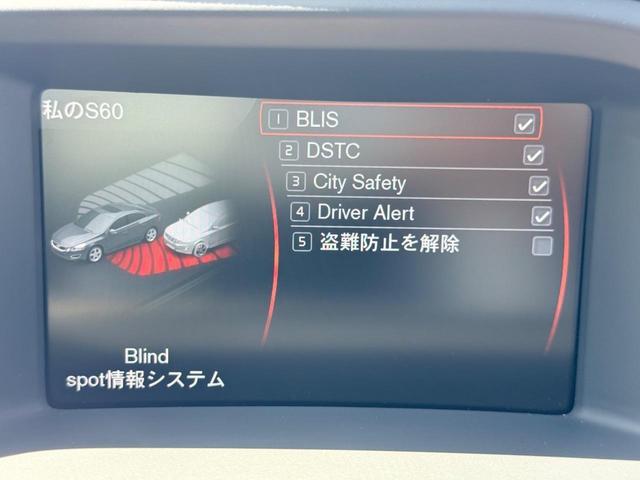 私のS60
1 BLIS
2 DSTC
3 City Safety
4 Driver Alert
5 盗難防止を解除
Blind
spot情報システム